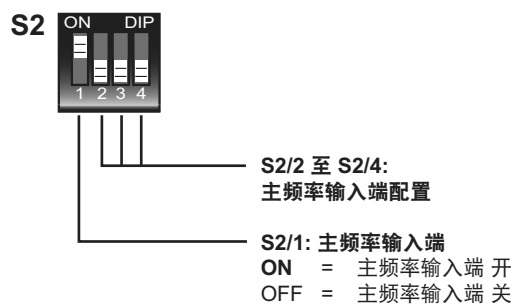 S2
ON DIP
1 2 3 4
S2/2 至 S2/4:
主频率输入端配置
S2/1: 主频率输入端
ON = 主频率输入端 开
OFF = 主频率输入端 关